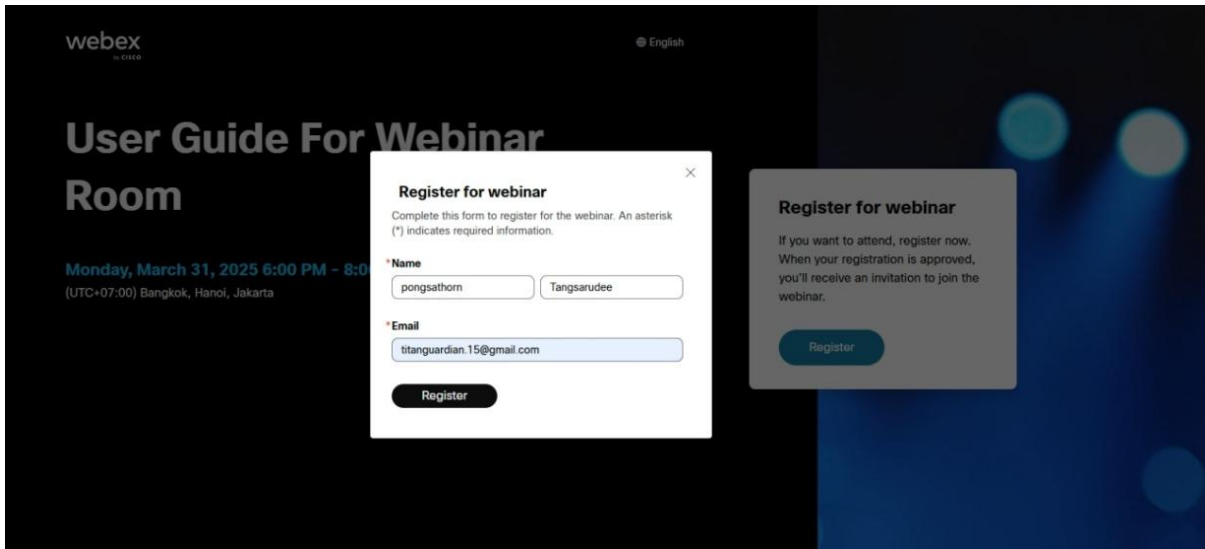 webex
by CISCO
English
User Guide For Webinar
Room
Monday, March 31, 2025 6:00 PM - 8:0
(UTC+07:00) Bangkok, Hanoi, Jakarta
Register for webinar
Complete this form to register for the webinar. An asterisk
(*) indicates required information.
*Name
pongsathorn Tangsarudee
*Email
titanguardian.15@gmail.com
Register
Register for webinar
If you want to attend, register now.
When your registration is approved,
you'll receive an invitation to join the
webinar.
Register